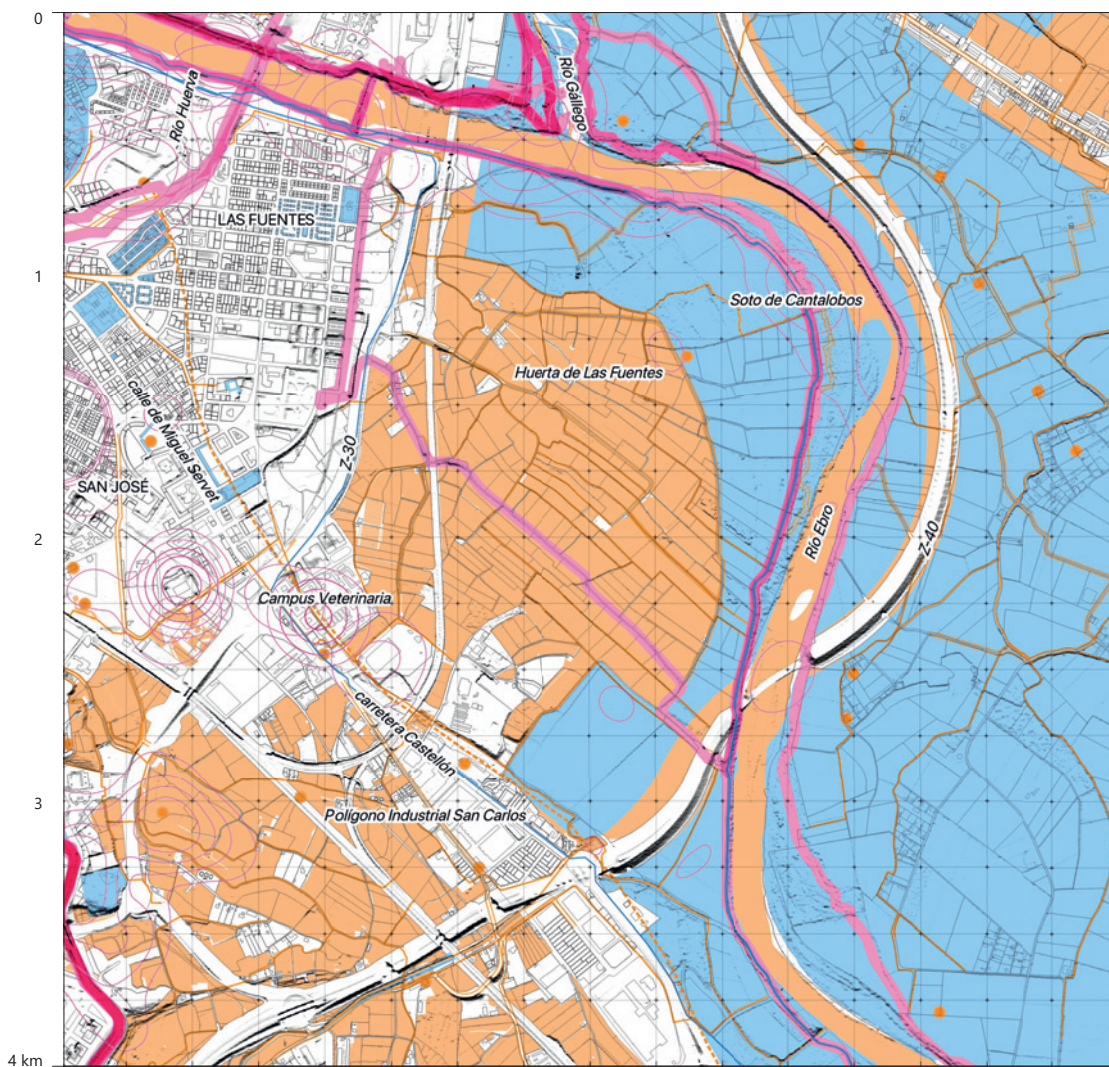 0
Río Huerva
Río Gállego
LAS FUENTES
1
Soto de Cantalobos
Huerta de Las Fuentes
calle de Miguel Servet
Z-30
SAN JOSÉ
2
Río Ebro
Z-40
Campus Veterinaria
carretera Castellón
3
Polígono Industrial San Carlos
4 km